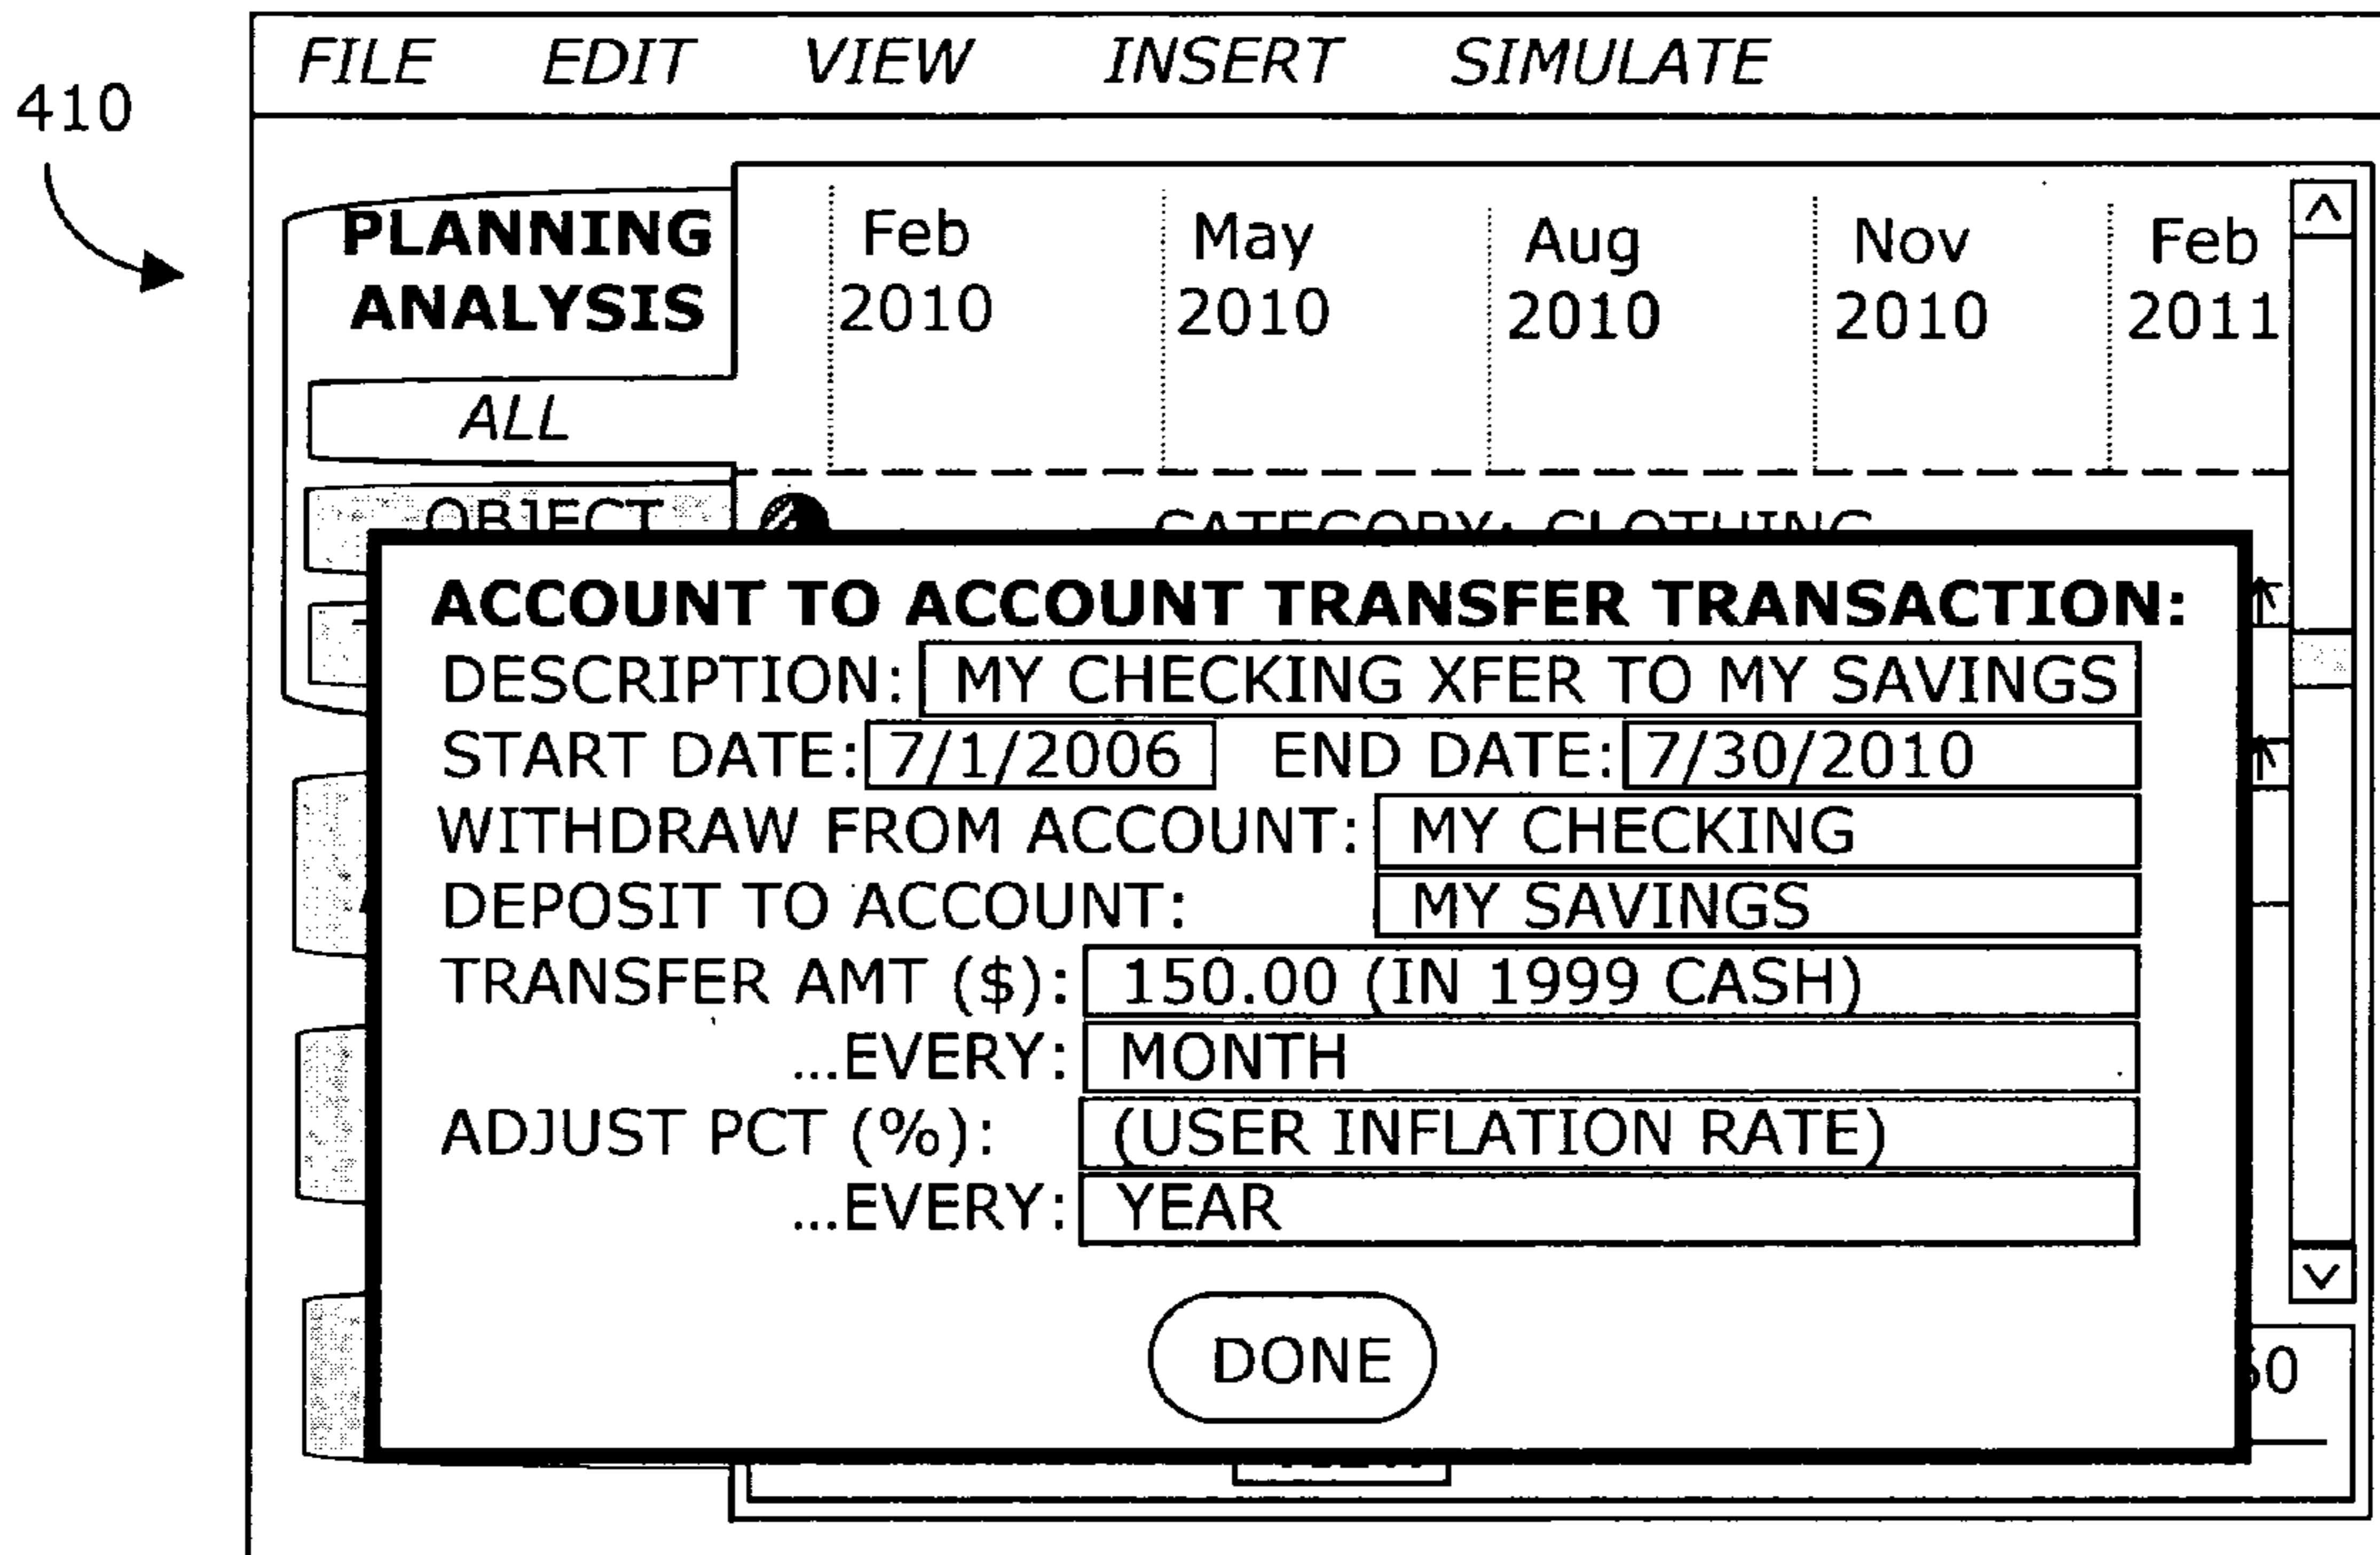 FILE EDIT VIEW INSERT SIMULATE
410
PLANNING ANALYSIS
Feb 2010
May 2010
Aug 2010
Nov 2010
Feb 2011
ALL
OBJECT
CATEGORY: CLOTHING
ACCOUNT TO ACCOUNT TRANSFER TRANSACTION:
DESCRIPTION: MY CHECKING XFER TO MY SAVINGS
START DATE: 7/1/2006 END DATE: 7/30/2010
WITHDRAW FROM ACCOUNT: MY CHECKING
DEPOSIT TO ACCOUNT: MY SAVINGS
TRANSFER AMT ($): 150.00 (IN 1999 CASH)
...EVERY: MONTH
ADJUST PCT (%): (USER INFLATION RATE)
...EVERY: YEAR
DONE